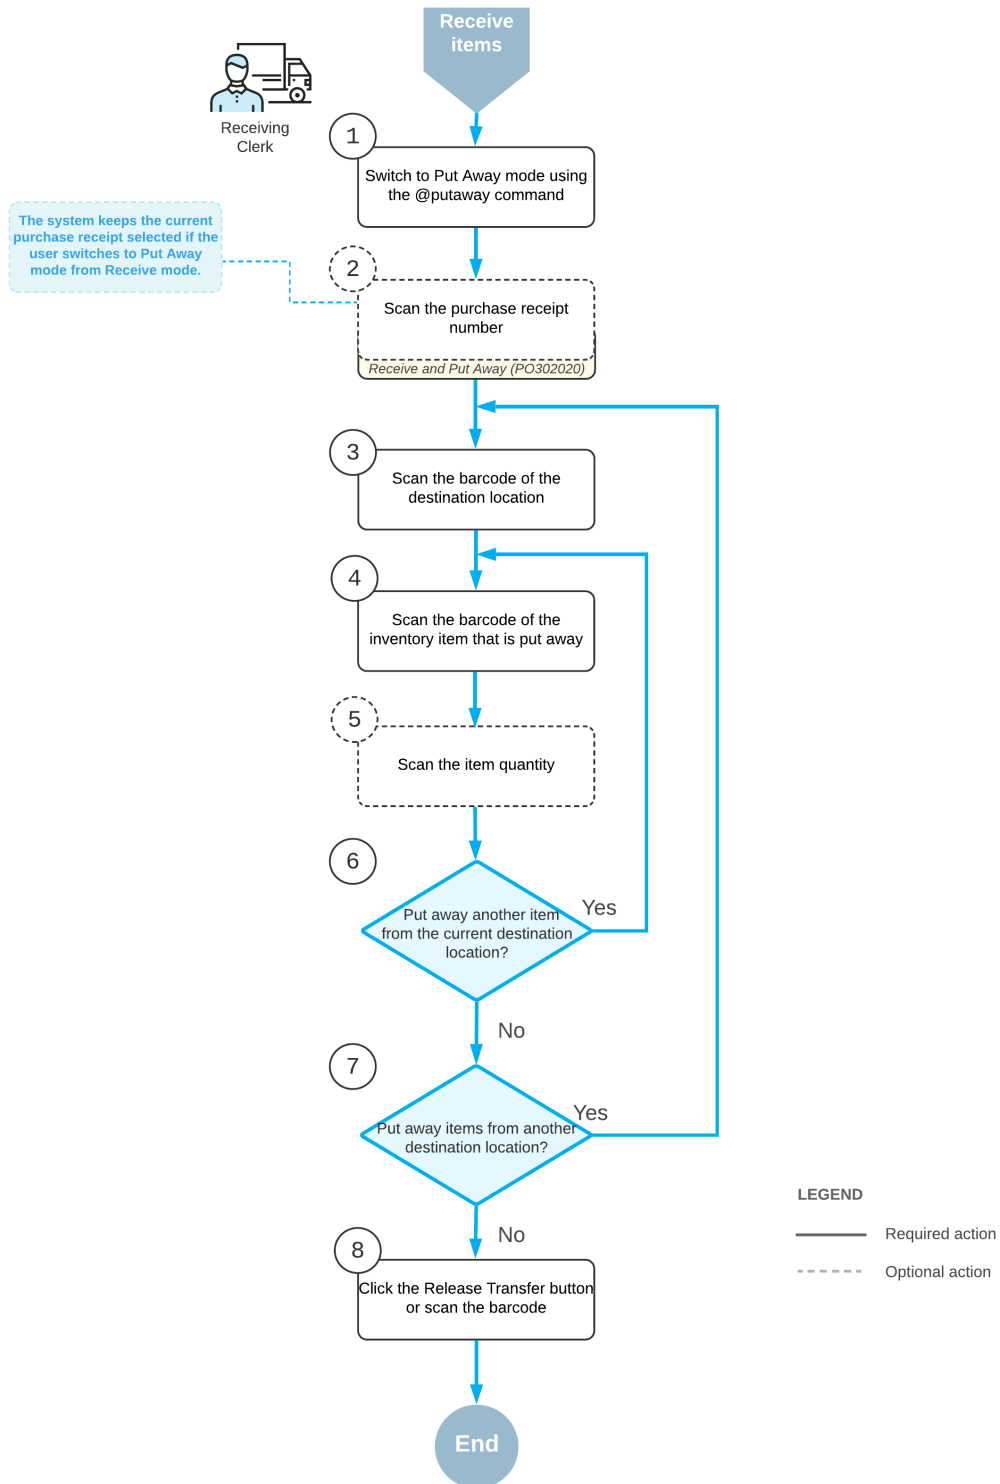 Receive
items
Receiving
Clerk
1
Switch to Put Away mode using
the @putaway command
The system keeps the current
purchase receipt selected if the
user switches to Put Away
mode from Receive mode.
2
Scan the purchase receipt
number
Receive and Put Away (PO302020)
3
Scan the barcode of the
destination location
4
Scan the barcode of the
inventory item that is put away
5
Scan the item quantity
6
Put away another item
from the current destination
location?
Yes
No
7
Put away items from another
destination location?
Yes
No
LEGEND
Required action
Optional action
8
Click the Release Transfer button
or scan the barcode
End